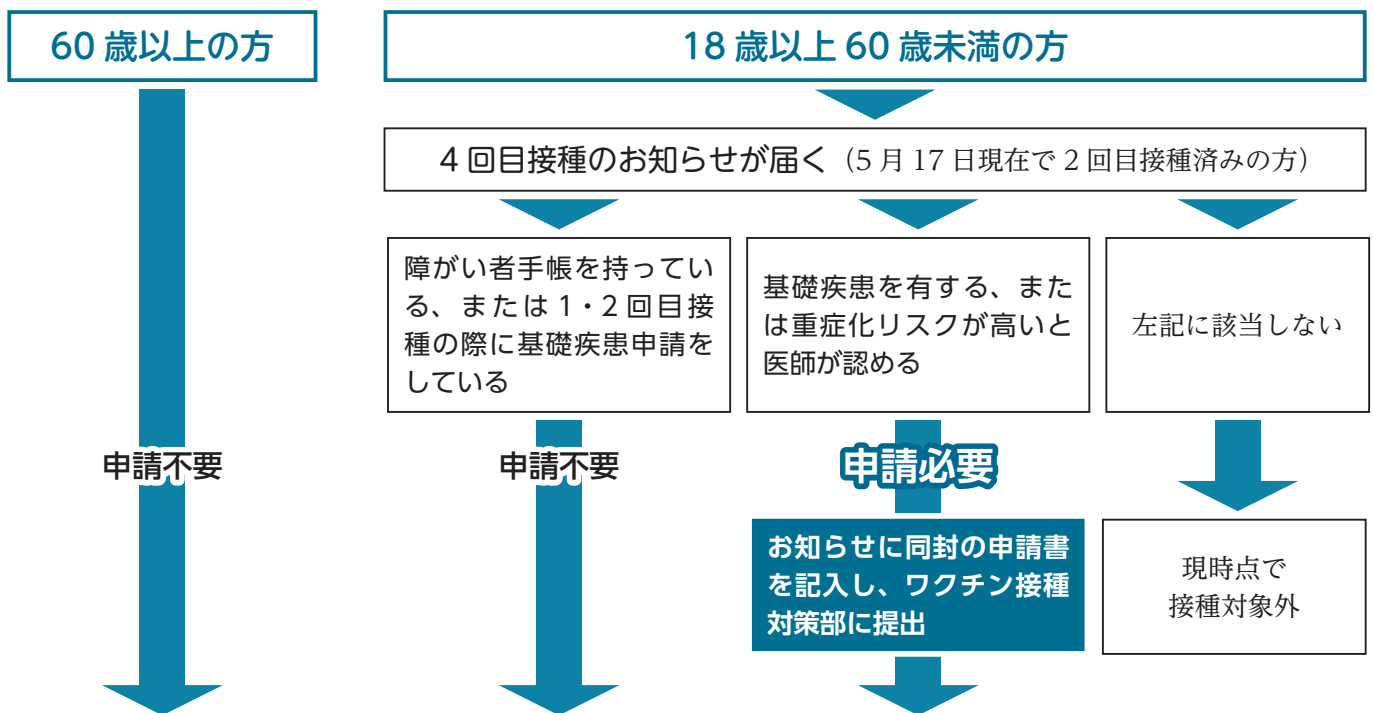 60 歳以上の方
18 歳以上 60 歳未満の方
4 回目接種のお知らせが届く（5 月 17 日現在で 2 回目接種済みの方）
障がい者手帳を持ってい
る、または 1・2 回目接
種の際に基礎疾患申請を
している
基礎疾患を有する、また
は重症化リスクが高いと
医師が認める
左記に該当しない
申請不要
申請不要
申請必要
お知らせに同封の申請書
を記入し、ワクチン接種
対策部に提出
現時点で
接種対象外